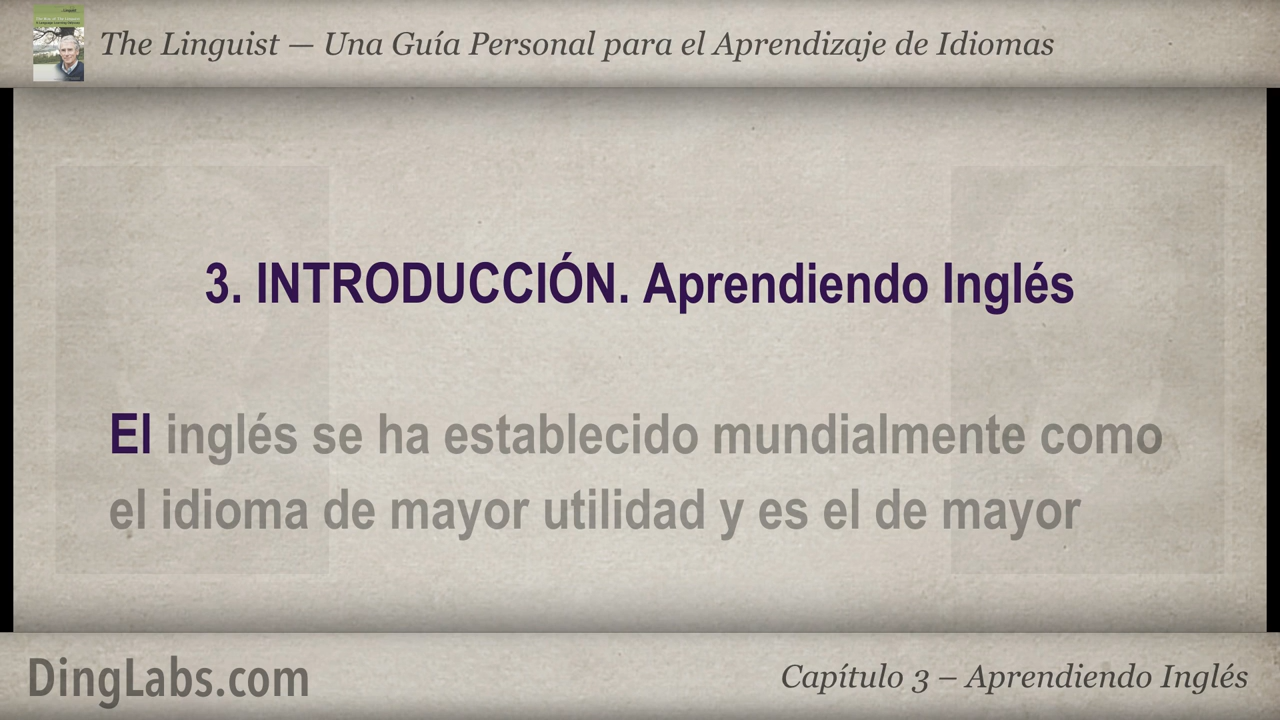 The Linguist — Una Guía Personal para el Aprendizaje de Idiomas
3. INTRODUCCIÓN. Aprendiendo Inglés
El inglés se ha establecido mundialmente como
el idioma de mayor utilidad y es el de mayor
DingLabs.com
Capítulo 3 – Aprendiendo Inglés